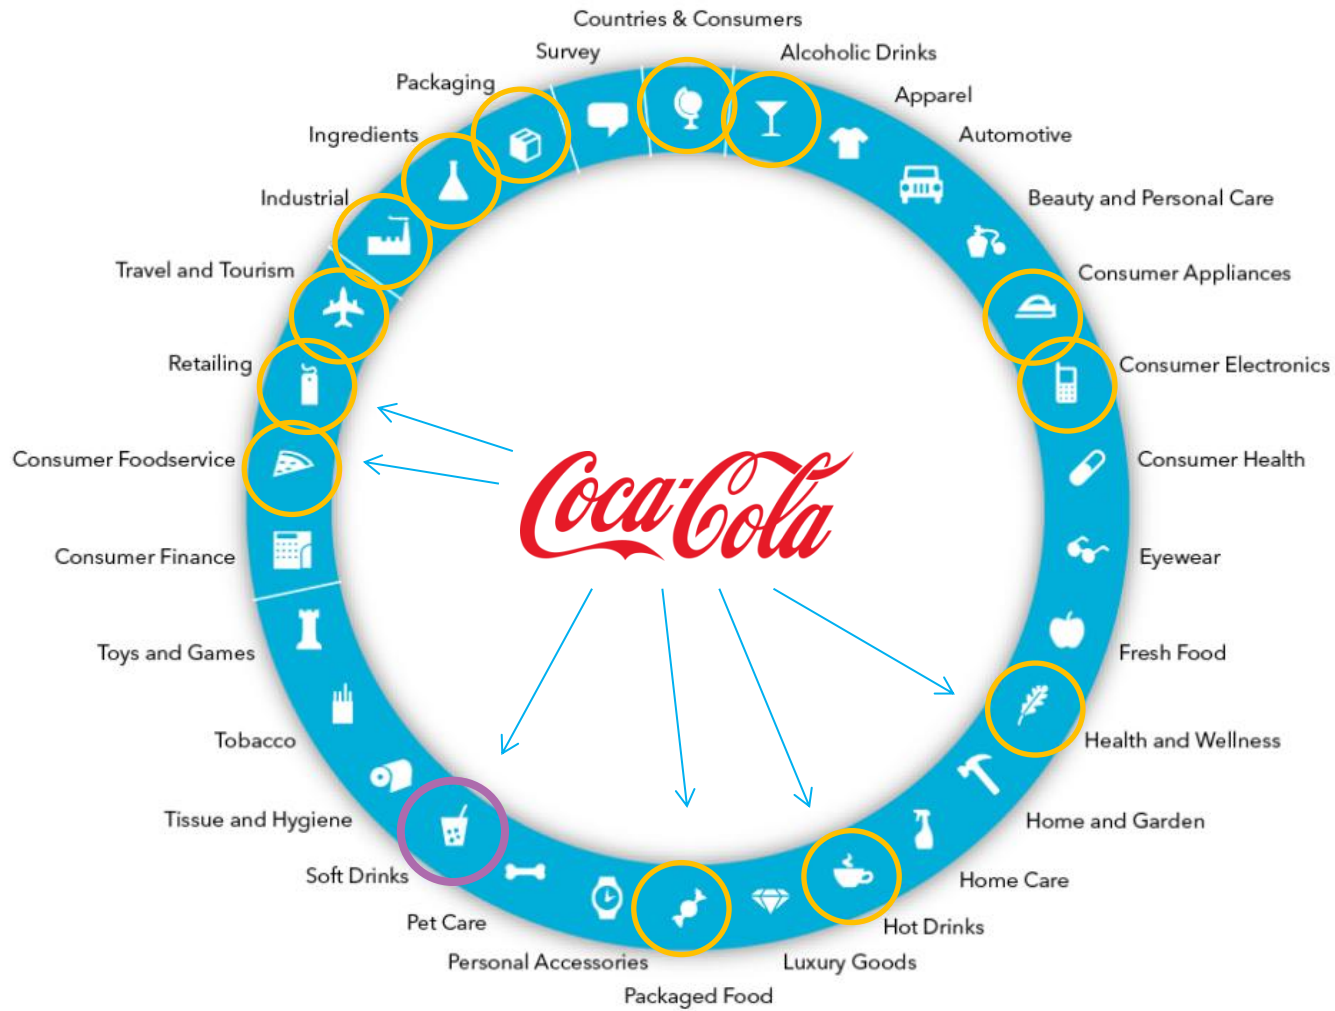 Countries & Consumers
Survey
Alcoholic Drinks
Packaging
Apparel
Ingredients
Automotive
Industrial
Beauty and Personal Care
Travel and Tourism
Consumer Appliances
Retailing
Consumer Electronics
Consumer Foodservice
Consumer Health
Coca-Cola
Consumer Finance
Eyewear
Toys and Games
Fresh Food
Tobacco
Health and Wellness
Tissue and Hygiene
Home and Garden
Soft Drinks
Home Care
Pet Care
Hot Drinks
Personal Accessories
Luxury Goods
Packaged Food